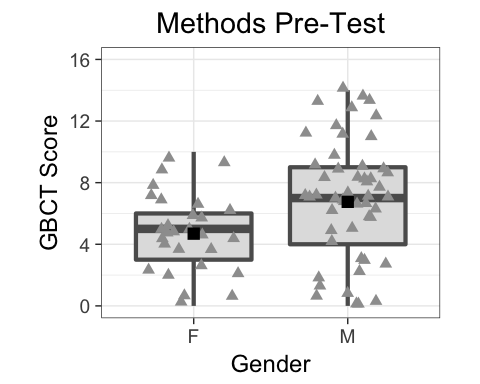 Methods Pre-Test
16
12
8
4
0
GBCT Score
F M
Gender